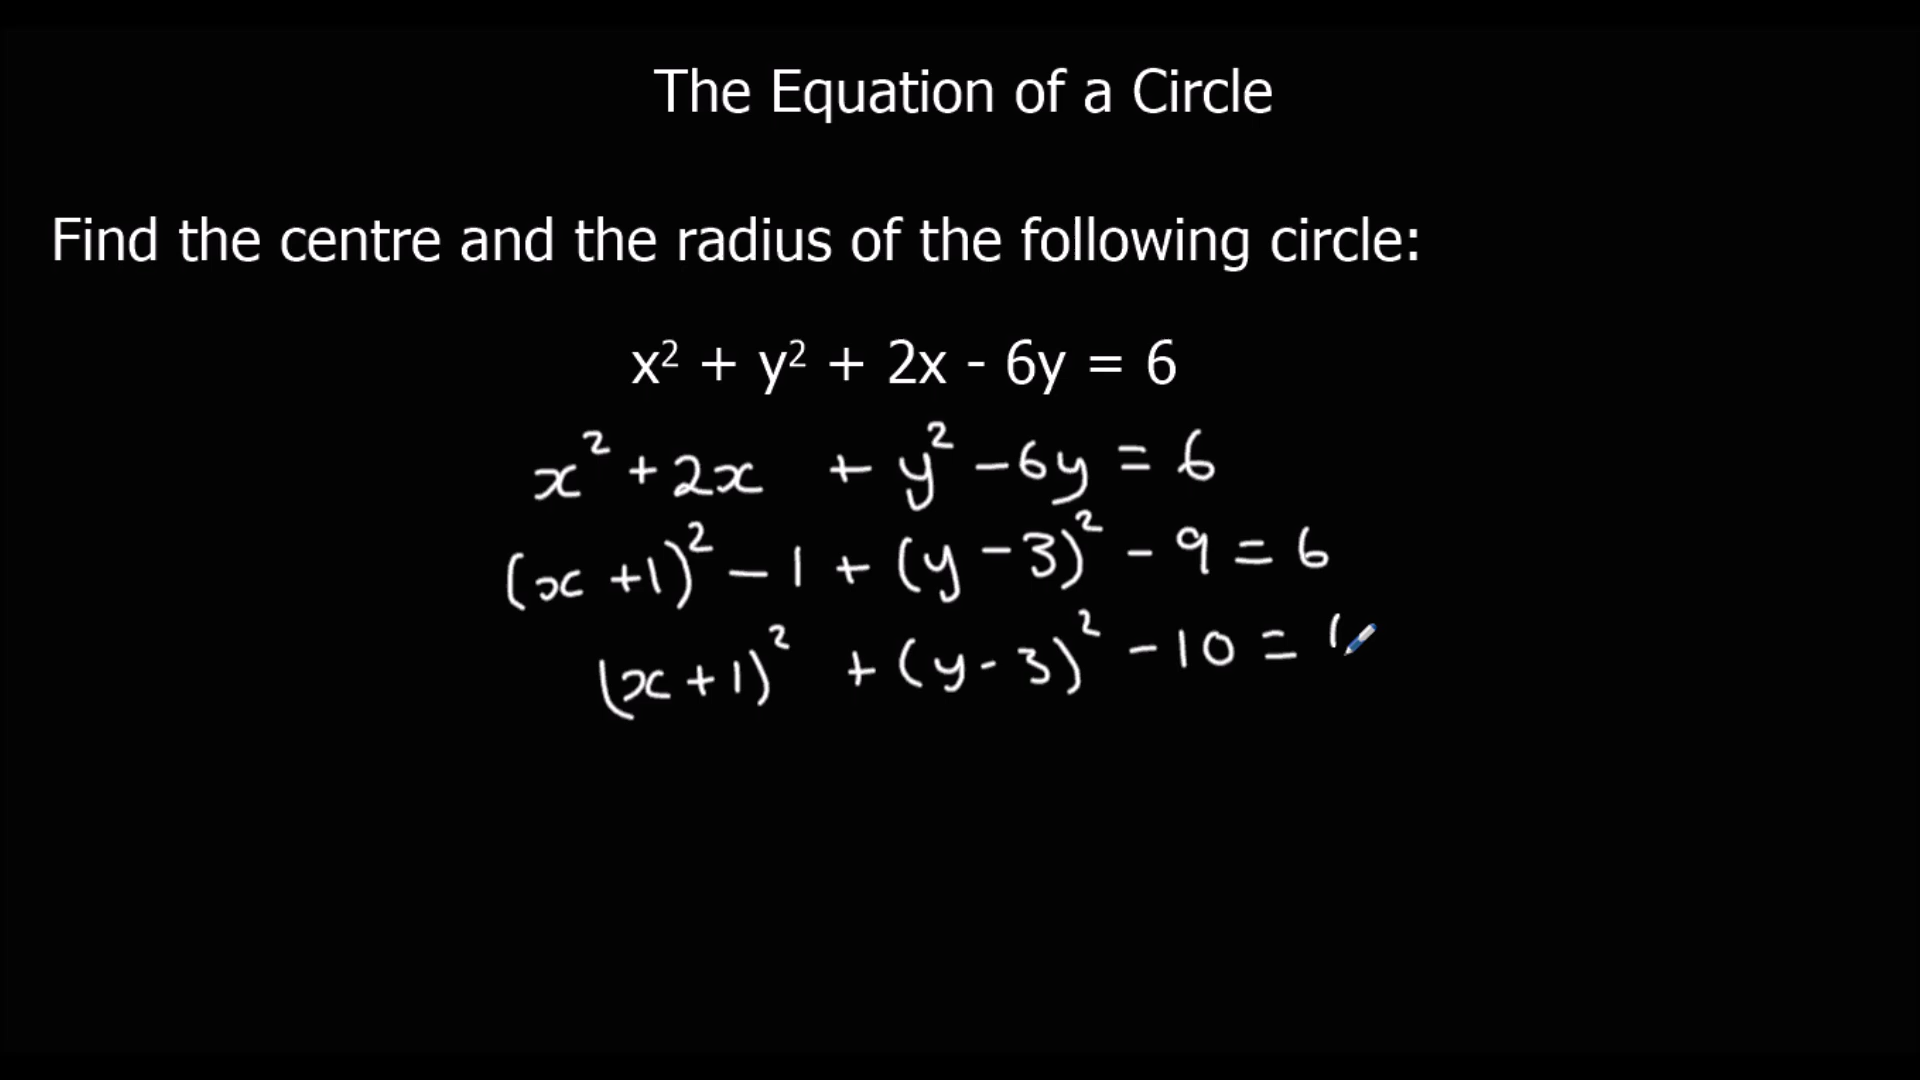 The Equation of a Circle
Find the centre and the radius of the following circle:
x² + y² + 2x - 6y = 6
x² + 2x + y² - 6y = 6
(x + 1)² - 1 + (y - 3)² - 9 = 6
(x + 1)² + (y - 3)² - 10 =